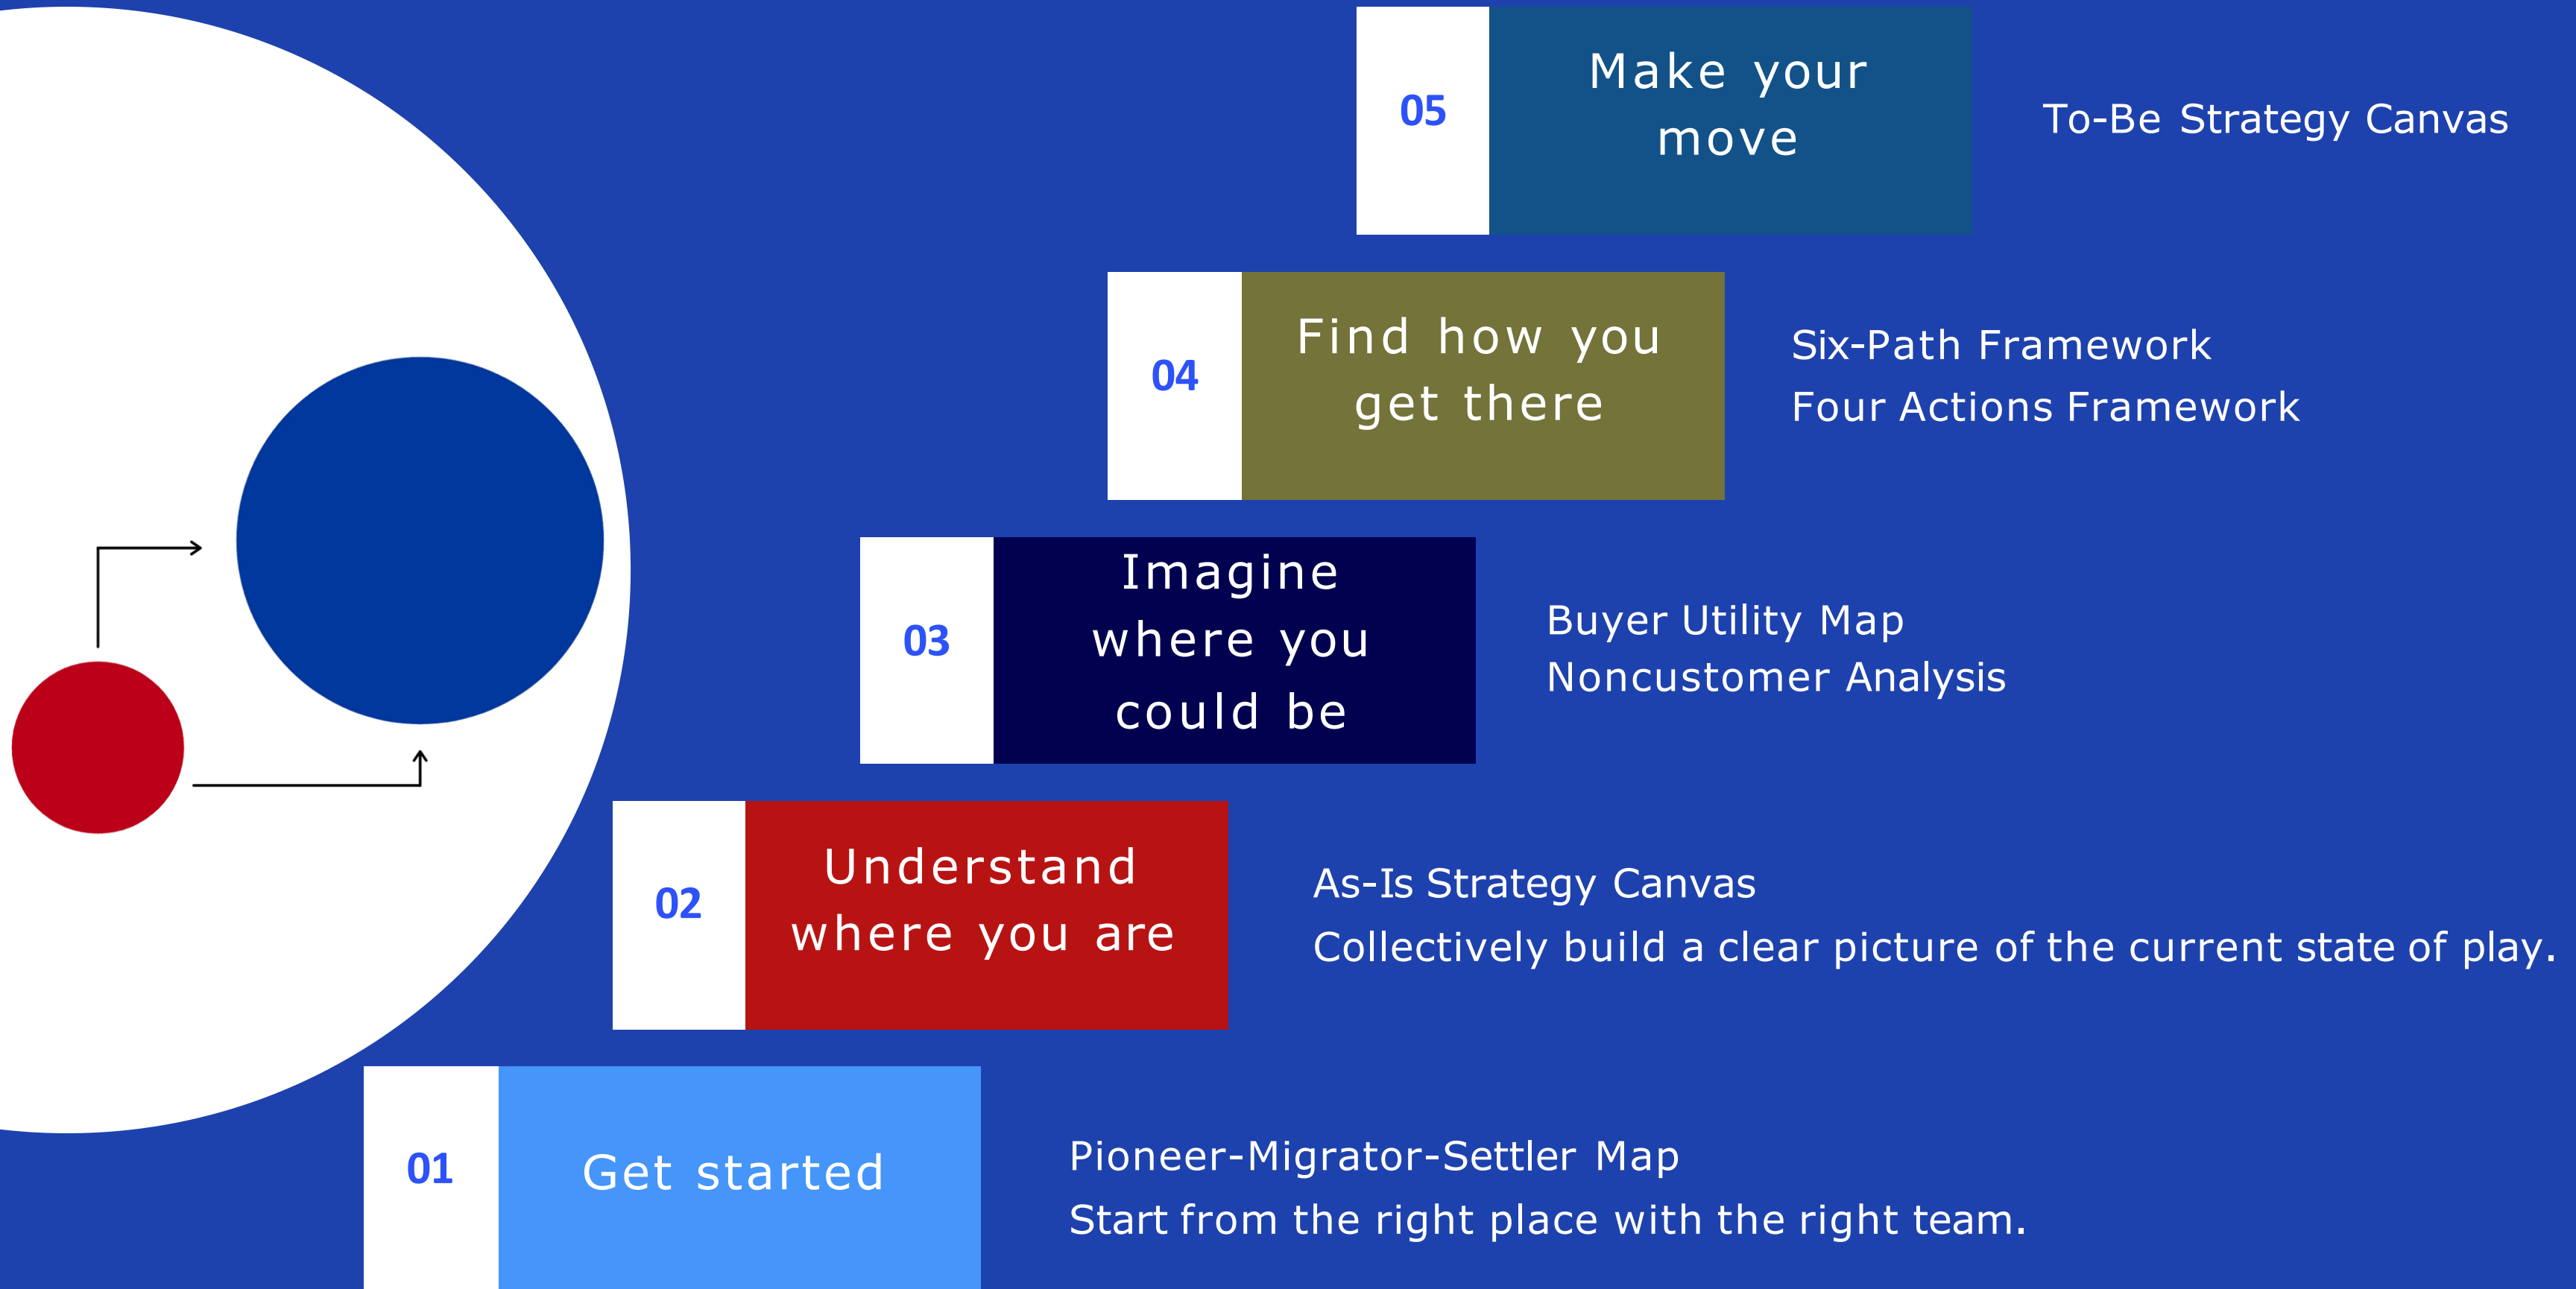 05
Make your
move
To-Be Strategy Canvas
04
Find how you
get there
Six-Path Framework
Four Actions Framework
03
Imagine
where you
could be
Buyer Utility Map
Noncustomer Analysis
02
Understand
where you are
As-Is Strategy Canvas
Collectively build a clear picture of the current state of play.
01
Get started
Pioneer-Migrator-Settler Map
Start from the right place with the right team.